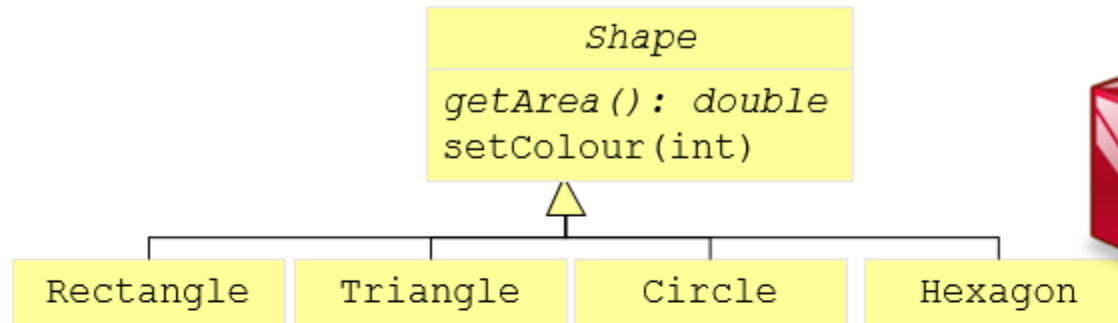 Shape
getArea(): double
setColour(int)
Rectangle
Triangle
Circle
Hexagon